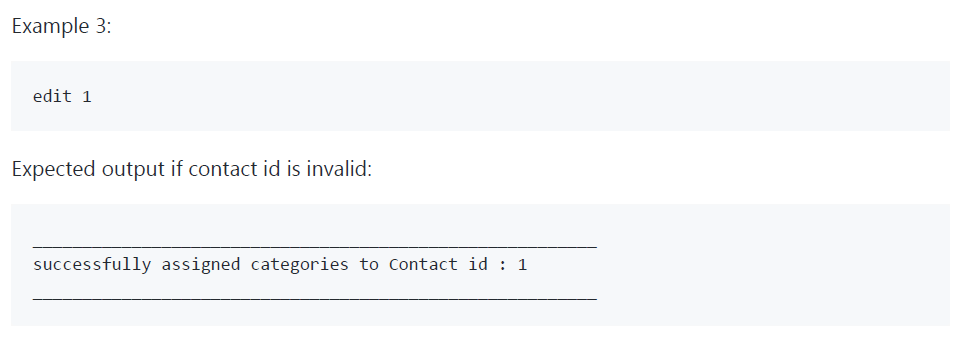 Example 3:
edit 1
Expected output if contact id is invalid:
____________________________________________________________
successfully assigned categories to Contact id : 1
____________________________________________________________